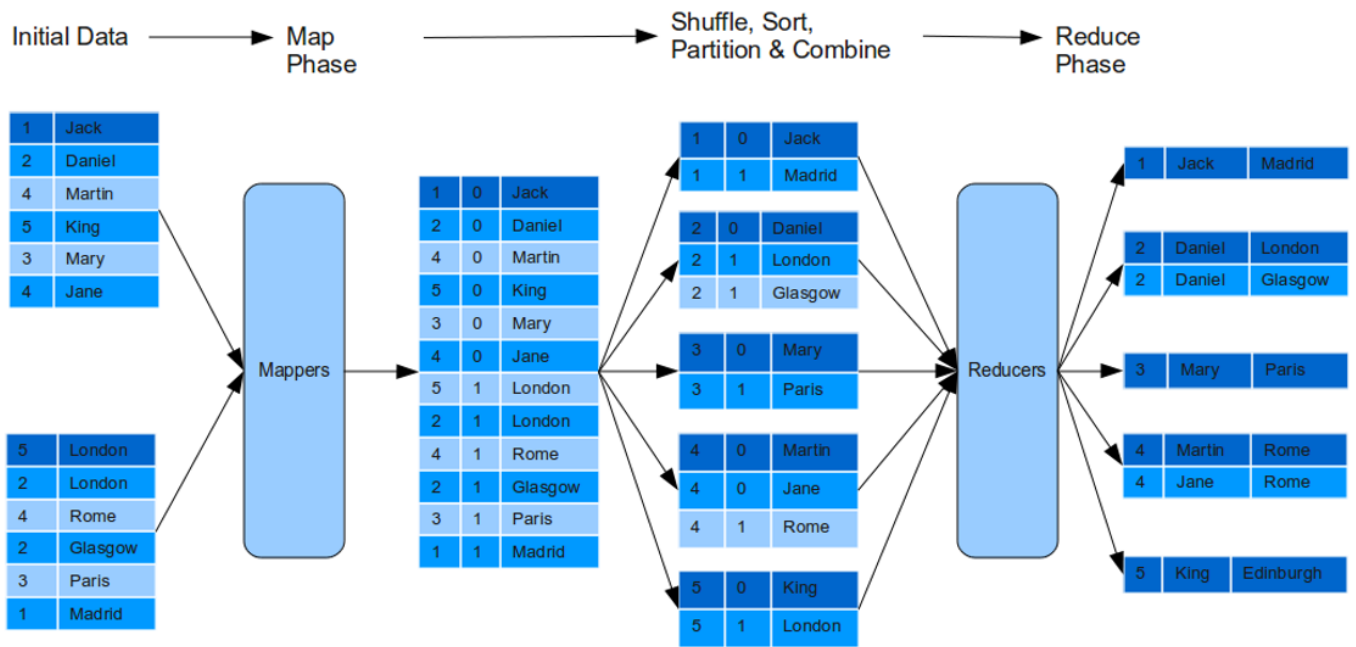 Initial Data
Map
Phase
Shuffle, Sort,
Partition & Combine
Reduce
Phase
1 Jack
2 Daniel
4 Martin
5 King
3 Mary
4 Jane
5 London
2 London
4 Rome
2 Glasgow
3 Paris
1 Madrid
Mappers
1 0 Jack
2 0 Daniel
4 0 Martin
5 0 King
3 0 Mary
4 0 Jane
5 1 London
2 1 London
4 1 Rome
2 1 Glasgow
3 1 Paris
1 1 Madrid
1 0 Jack
1 1 Madrid
2 0 Daniel
2 1 London
2 1 Glasgow
3 0 Mary
3 1 Paris
4 0 Martin
4 0 Jane
4 1 Rome
5 0 King
5 1 London
Reducers
1 Jack Madrid
2 Daniel London
2 Daniel Glasgow
3 Mary Paris
4 Martin Rome
4 Jane Rome
5 King Edinburgh